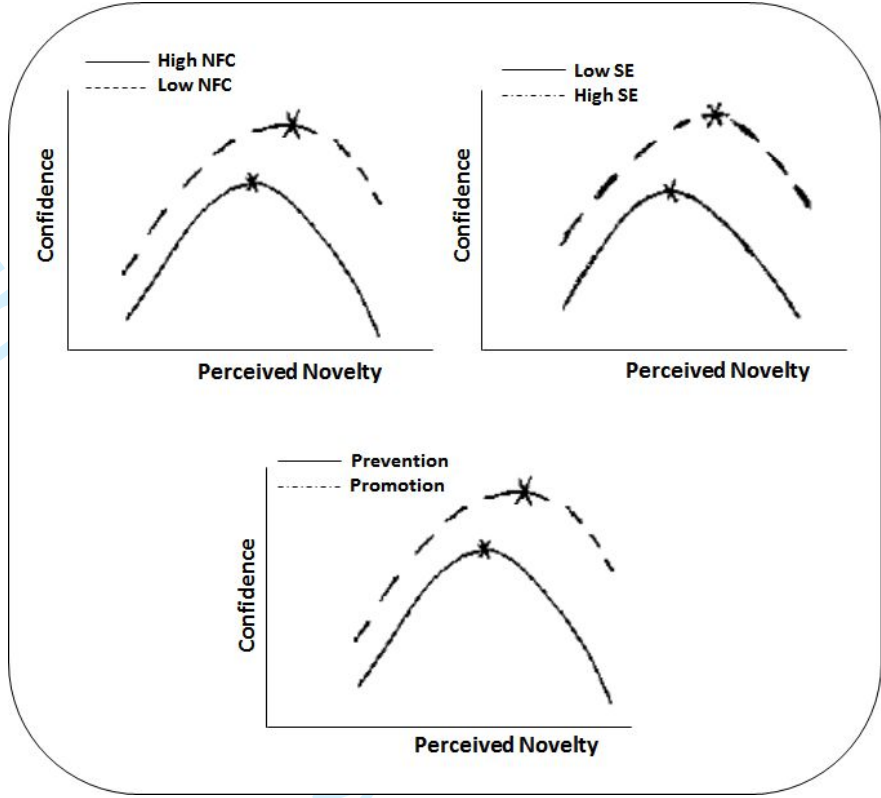 High NFC
Low NFC
Confidence
Perceived Novelty
Low SE
High SE
Confidence
Perceived Novelty
Prevention
Promotion
Confidence
Perceived Novelty